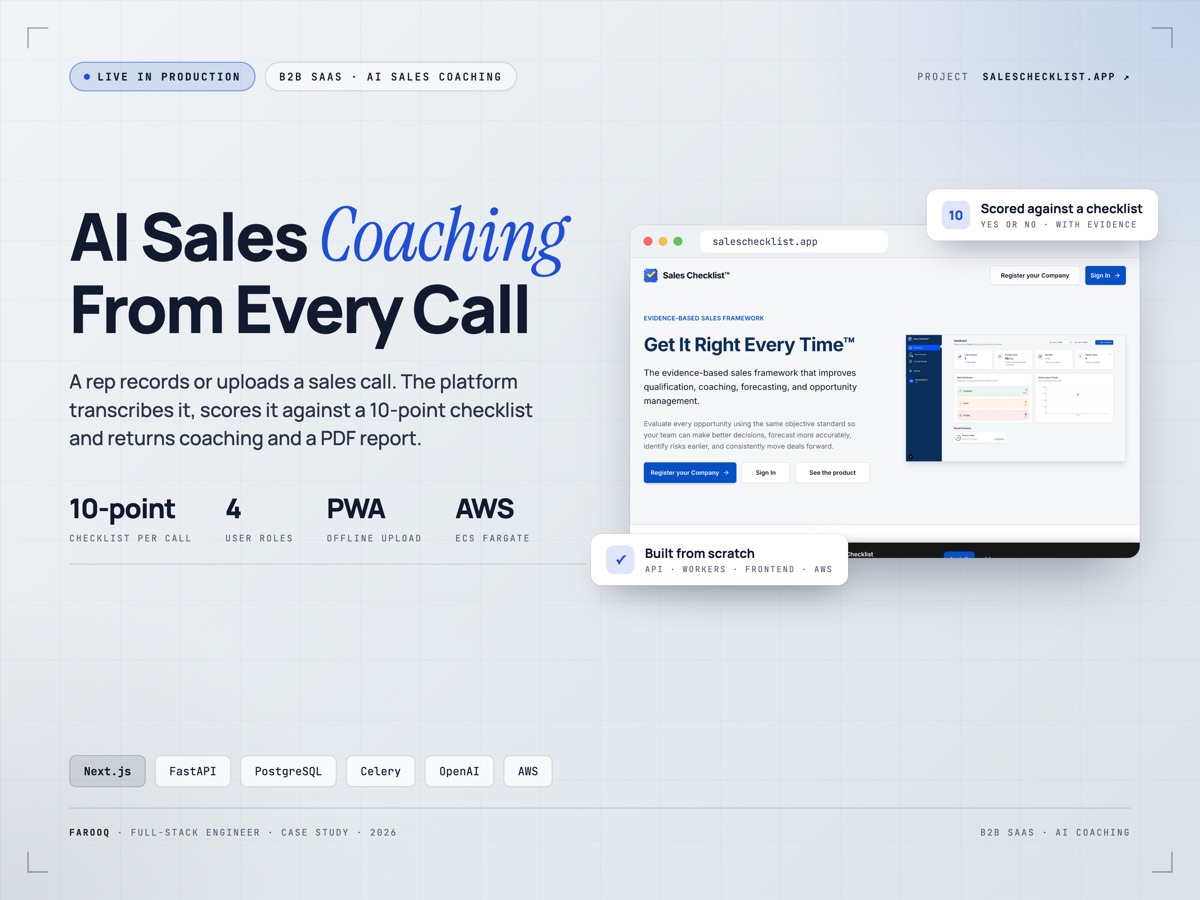 LIVE IN PRODUCTION
B2B SAAS · AI SALES COACHING
PROJECT SALESCHECKLIST.APP ↗
AI Sales Coaching
From Every Call
A rep records or uploads a sales call. The platform
transcribes it, scores it against a 10-point checklist
and returns coaching and a PDF report.
10-point
CHECKLIST PER CALL
4
USER ROLES
PWA
OFFLINE UPLOAD
AWS
ECS FARGATE
10
Scored against a checklist
YES OR NO · WITH EVIDENCE
saleschecklist.app
Sales Checklist™
Register your Company
Sign In →
EVIDENCE-BASED SALES FRAMEWORK
Get It Right Every Time™
The evidence-based sales framework that improves
qualification, coaching, forecasting, and opportunity
management.
Evaluate every opportunity using the same objective standard so
your team can make better decisions, forecast more accurately,
identify risks earlier, and consistently move deals forward.
Register your Company →
Sign In
See the product
Dashboard
Checklist
✓
Built from scratch
API · WORKERS · FRONTEND · AWS
Next.js
FastAPI
PostgreSQL
Celery
OpenAI
AWS
FAROOQ · FULL-STACK ENGINEER · CASE STUDY · 2026
B2B SAAS · AI COACHING